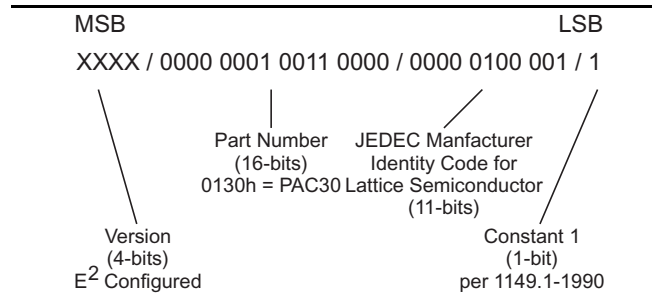 MSB LSB
XXXX / 0000 0001 0011 0000 / 0000 0100 001 / 1
Part Number
(16-bits)
0130h = PAC30
JEDEC Manfacturer
Identity Code for
Lattice Semiconductor
(11-bits)
Version
(4-bits)
E2 Configured
Constant 1
(1-bit)
per 1149.1-1990